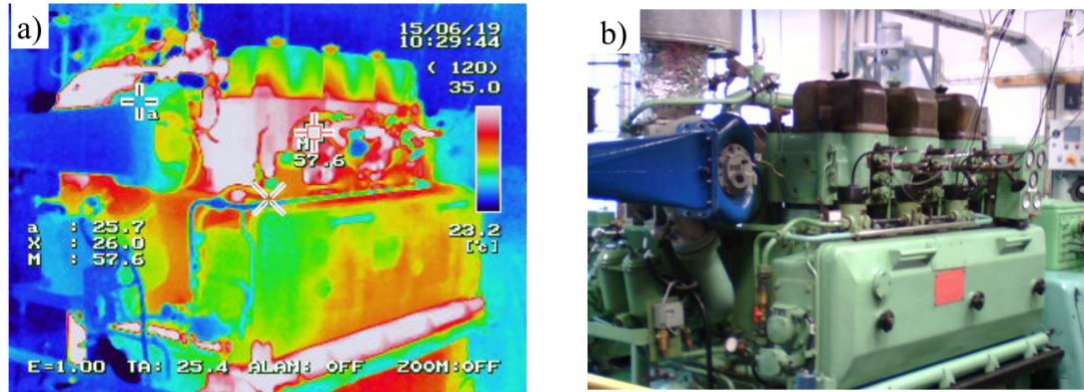 a)
15/06/19
10:29:44
( 120)
35.0
a
M
57.6
a : 25.7
X : 26.0
M : 57.6
23.2
[°c]
E=1.00 TA: 25.4 ALAM: OFF ZOOM:OFF
b)